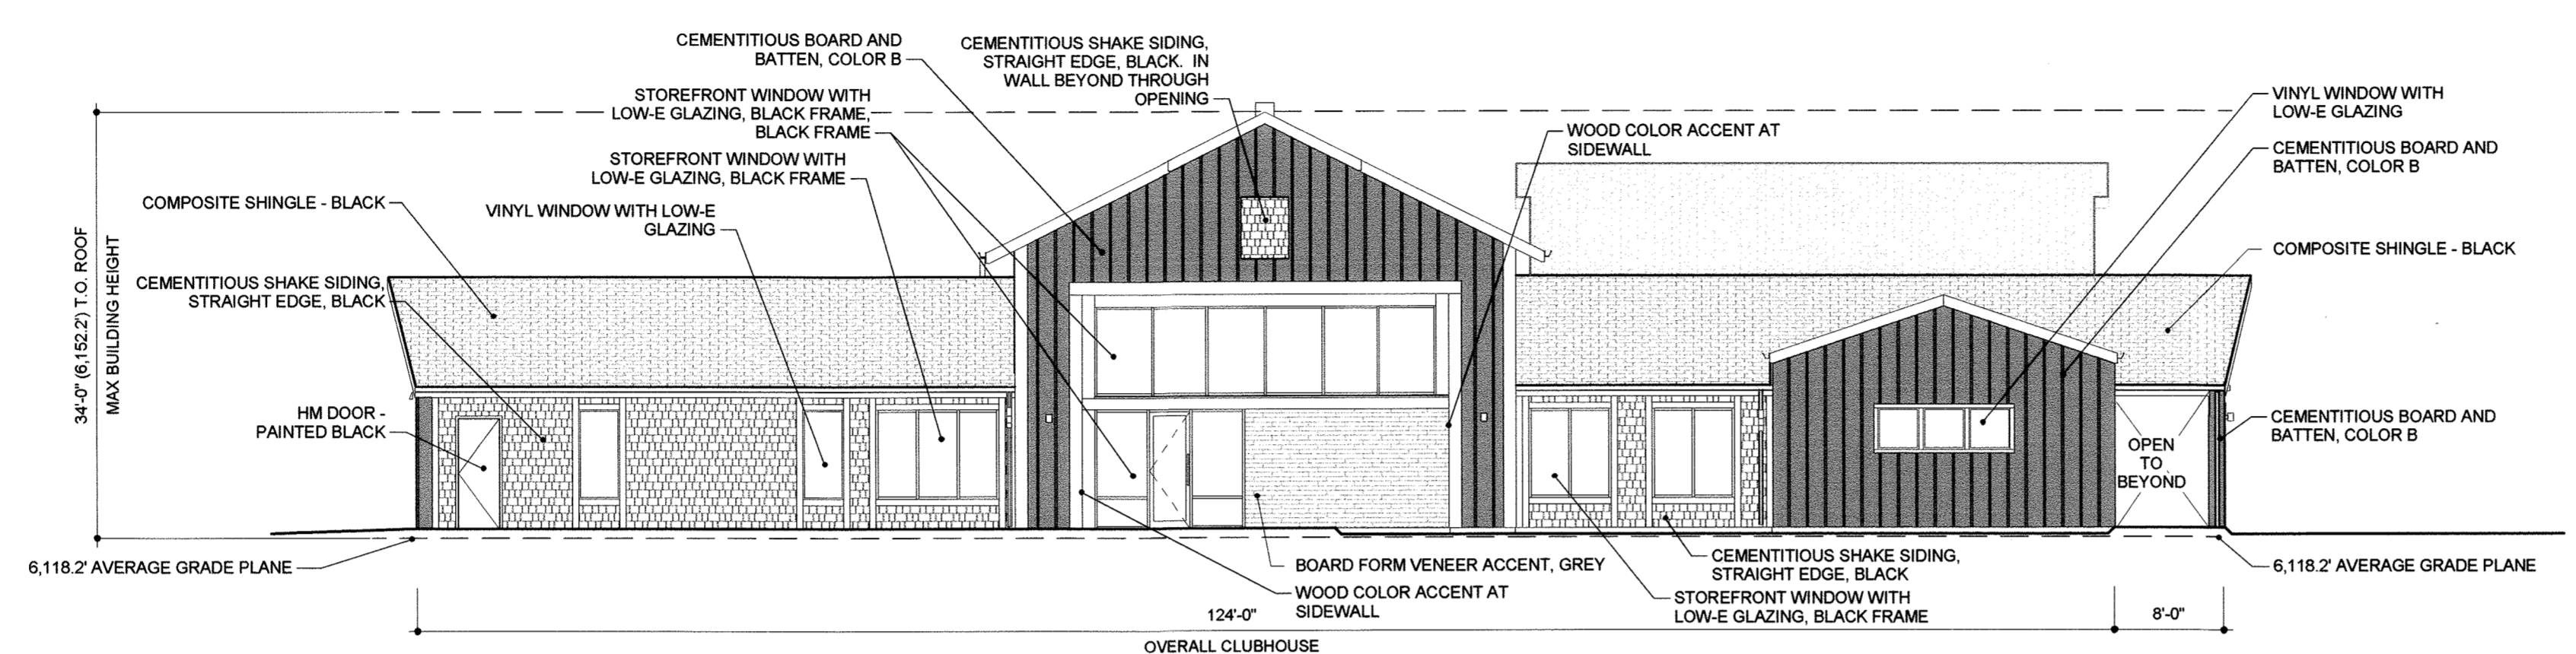 CEMENTITIOUS BOARD AND
BATTEN, COLOR B
CEMENTITIOUS SHAKE SIDING,
STRAIGHT EDGE, BLACK. IN
WALL BEYOND THROUGH
OPENING
STOREFRONT WINDOW WITH
LOW-E GLAZING, BLACK FRAME,
BLACK FRAME
STOREFRONT WINDOW WITH
LOW-E GLAZING, BLACK FRAME
VINYL WINDOW WITH LOW-E
GLAZING
COMPOSITE SHINGLE - BLACK
CEMENTITIOUS SHAKE SIDING,
STRAIGHT EDGE, BLACK
HM DOOR -
PAINTED BLACK
34'-0" (6,152.2') T.O. ROOF
MAX BUILDING HEIGHT
6,118.2' AVERAGE GRADE PLANE
WOOD COLOR ACCENT AT
SIDEWALL
VINYL WINDOW WITH
LOW-E GLAZING
CEMENTITIOUS BOARD AND
BATTEN, COLOR B
COMPOSITE SHINGLE - BLACK
CEMENTITIOUS BOARD AND
BATTEN, COLOR B
OPEN
TO
BEYOND
6,118.2' AVERAGE GRADE PLANE
BOARD FORM VENEER ACCENT, GREY
WOOD COLOR ACCENT AT
SIDEWALL
CEMENTITIOUS SHAKE SIDING,
STRAIGHT EDGE, BLACK
STOREFRONT WINDOW WITH
LOW-E GLAZING, BLACK FRAME
124'-0"
8'-0"
OVERALL CLUBHOUSE